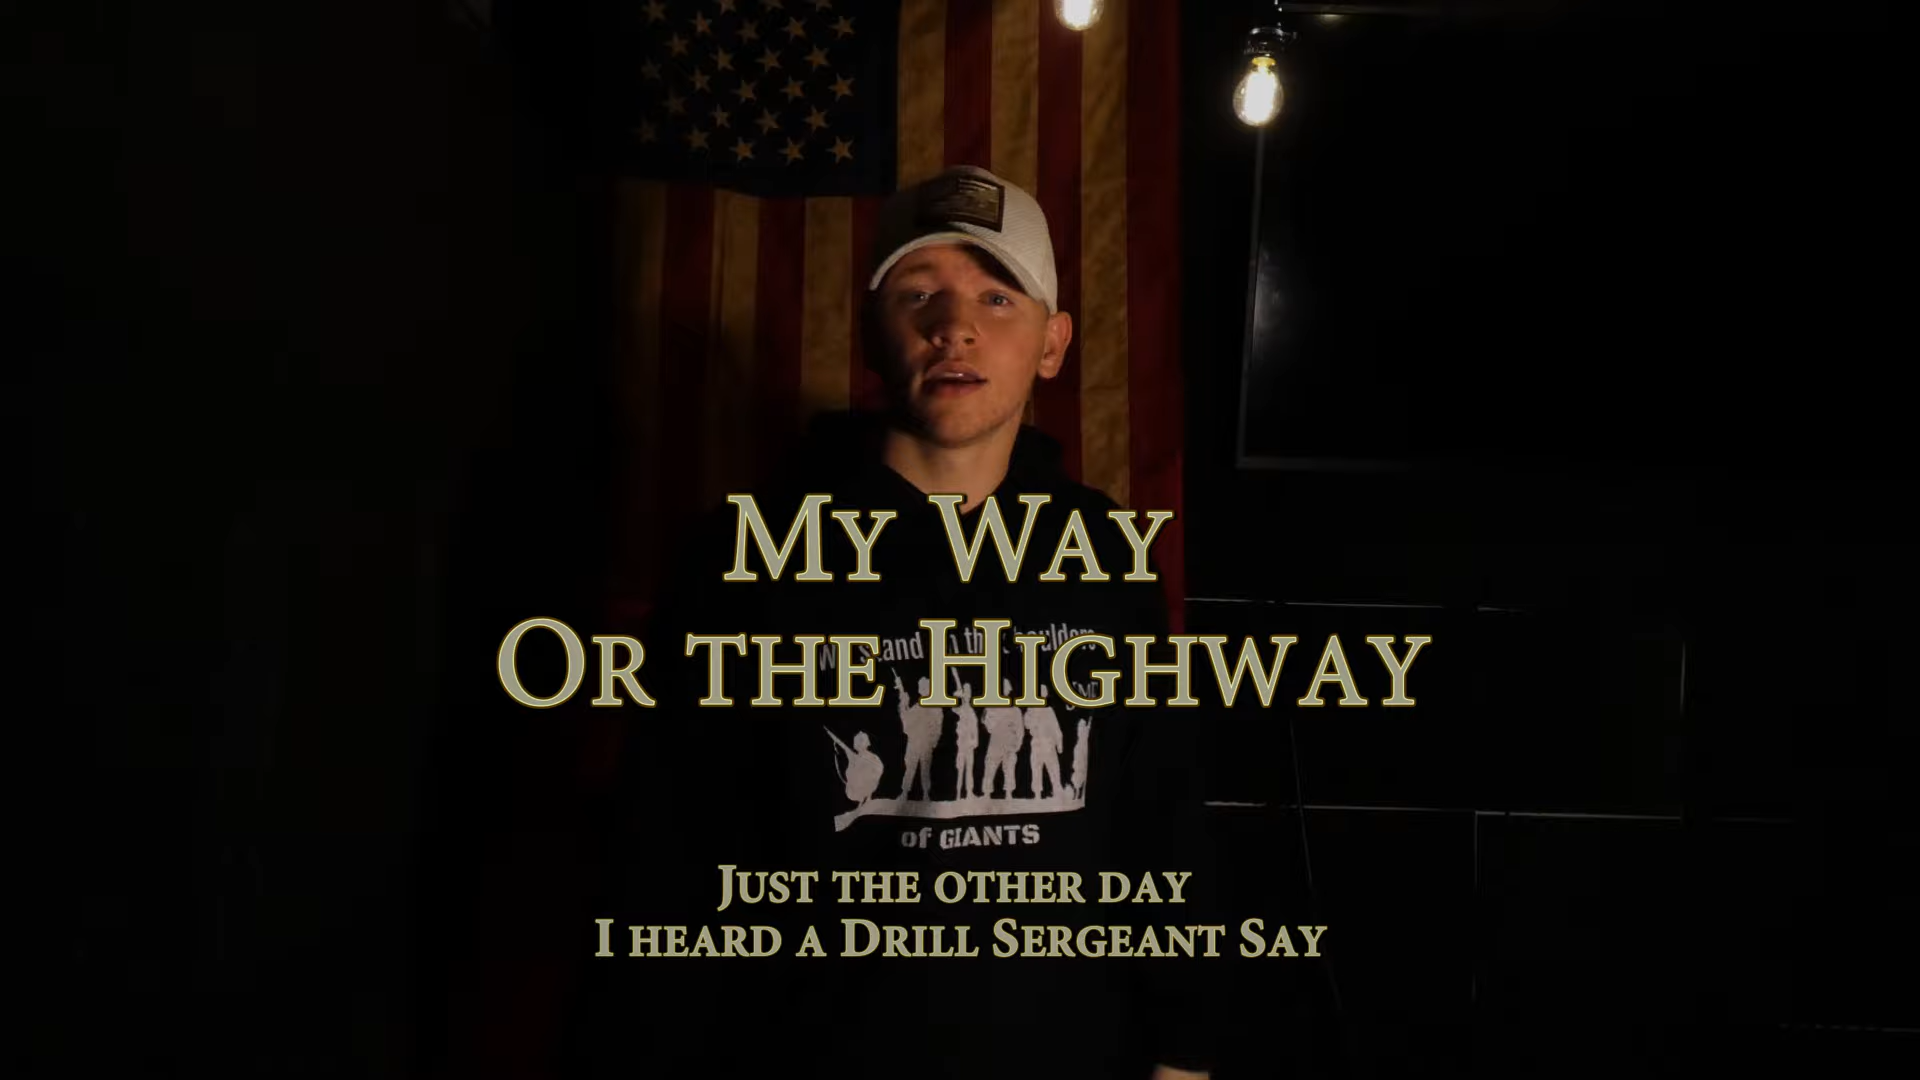 My Way
Or the Highway
of GIANTS
Just the other day
I heard a Drill Sergeant Say